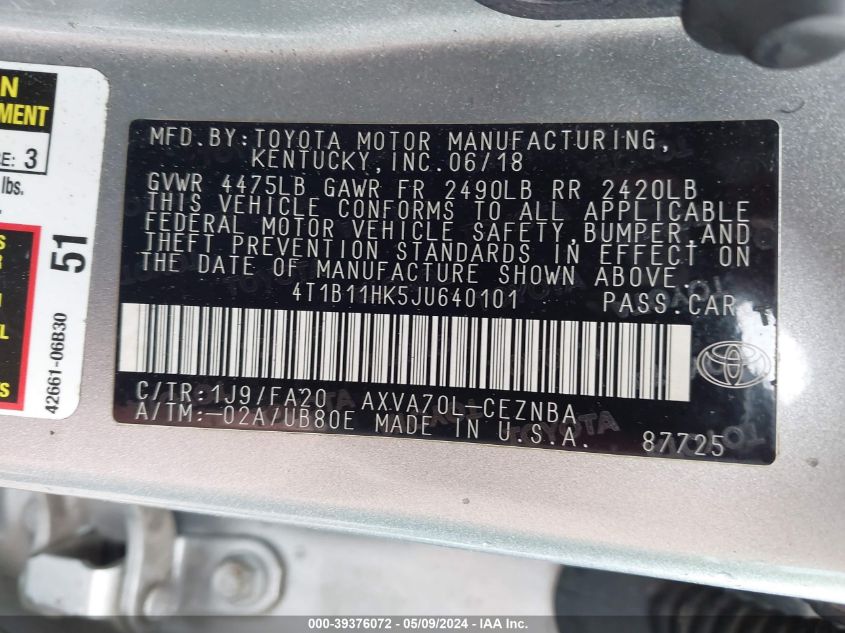 N
MENT
E: 3
lbs.
S
R
L
TS
51
42661-06B30
MFD.BY:TOYOTA MOTOR MANUFACTURING,
KENTUCKY,INC.06/18
GVWR 4475LB GAWR FR 2490LB RR 2420LB
THIS VEHICLE CONFORMS TO ALL APPLICABLE
FEDERAL MOTOR VEHICLE SAFETY,BUMPER,AND
THEFT PREVENTION STANDARDS IN EFFECT ON
THE DATE OF MANUFACTURE SHOWN ABOVE.
4T1B11HK5JU640101 PASS.CAR
C/TR:1J9/FA20 AXVA70L-CEZNBA
A/TM:-02A/UB80E MADE IN U.S.A. 87725
000-39376072 - 05/09/2024 - IAA Inc.